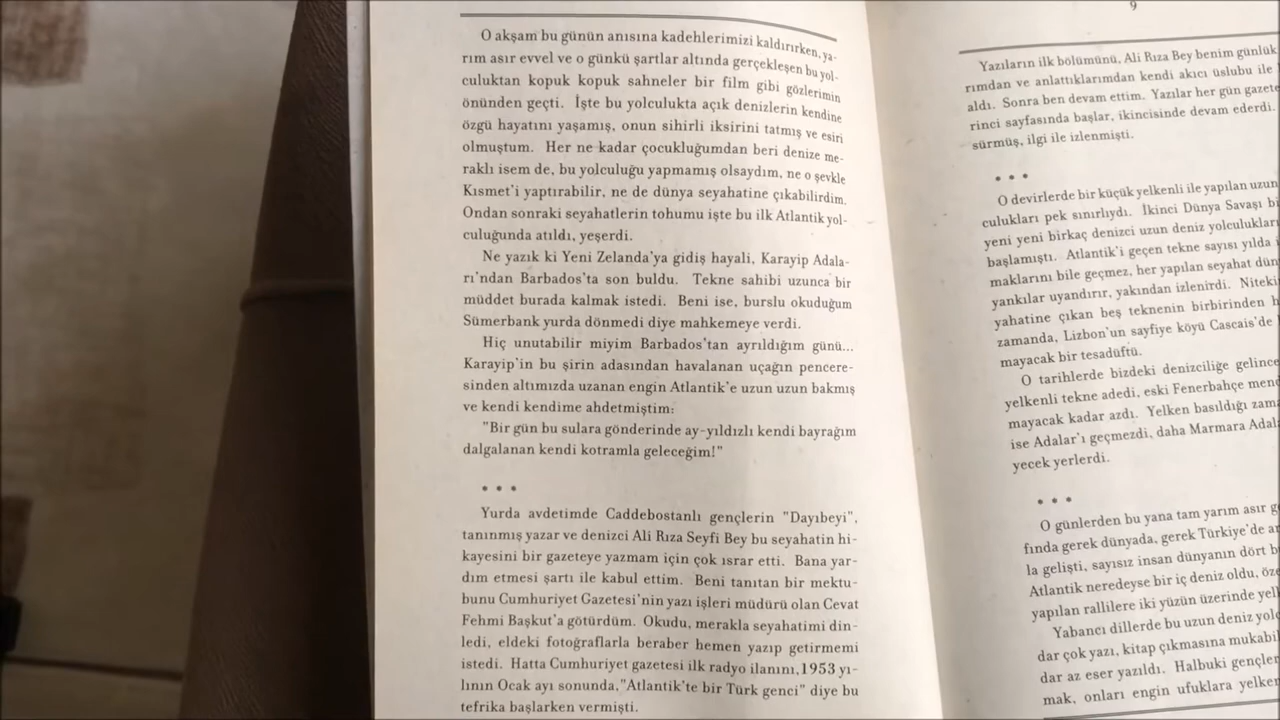 O akşam bu günün anısına kadehlerimizi kaldırırken, ya-
rım asır evvel ve o günkü şartlar altında gerçekleşen bu yol-
culuktan kopuk kopuk sahneler bir film gibi gözlerimin
önünden geçti. İşte bu yolculukta açık denizlerin kendine
özgü hayatını yaşamış, onun sihirli iksirini tatmış ve esiri
olmuştum. Her ne kadar çocukluğumdan beri denize me-
raklı isem de, bu yolculuğu yapmamış olsaydım, ne o şevkle
Kısmet'i yaptırabilir, ne de dünya seyahatine çıkabilirdim.
Ondan sonraki seyahatlerin tohumu işte bu ilk Atlantik yol-
culuğunda atıldı, yeşerdi.
Ne yazık ki Yeni Zelanda'ya gidiş hayali, Karayip Adala-
rı'ndan Barbados'ta son buldu. Tekne sahibi uzunca bir
müddet burada kalmak istedi. Beni ise, burslu okuduğum
Sümerbank yurda dönmedi diye mahkemeye verdi.
Hiç unutabilir miyim Barbados'tan ayrıldığım günü...
Karayip'in bu şirin adasından havalanan uçağın pencere-
sinden altımızda uzanan engin Atlantik'e uzun uzun bakmış
ve kendi kendime ahdetmiştim:
"Bir gün bu sulara gönderinde ay-yıldızlı kendi bayrağım
dalgalanan kendi kotramla geleceğim!"
• • •
Yurda avdetimde Caddebostanlı gençlerin "Dayıbeyi",
tanınmış yazar ve denizci Ali Rıza Seyfi Bey bu seyahatin hi-
kayesini bir gazeteye yazmam için çok ısrar etti. Bana yar-
dım etmesi şartı ile kabul ettim. Beni tanıtan bir mektu-
bunu Cumhuriyet Gazetesi'nin yazı işleri müdürü olan Cevat
Fehmi Başkut'a götürdüm. Okudu, merakla seyahatimi din-
ledi, eldeki fotoğraflarla beraber hemen yazıp getirmemi
istedi. Hatta Cumhuriyet gazetesi ilk radyo ilanını,1953 yı-
lının Ocak ayı sonunda,"Atlantik'te bir Türk genci" diye bu
tefrika başlarken vermişti.
9
Yazıların ilk bölümünü, Ali Rıza Bey benim günlük
rımdan ve anlattıklarımdan kendi akıcı üslubu ile
aldı. Sonra ben devam ettim. Yazılar her gün gazete
rinci sayfasında başlar, ikincisinde devam ederdi.
sürmüş, ilgi ile izlenmişti.
• • •
O devirlerde bir küçük yelkenli ile yapılan uzun
culukları pek sınırlıydı. İkinci Dünya Savaşı bi
yeni yeni birkaç denizci uzun deniz yolculukları
başlamıştı. Atlantik'i geçen tekne sayısı yılda
maklarını bile geçmez, her yapılan seyahat dün
yankılar uyandırır, yakından izlenirdi. Niteki
yahatine çıkan beş teknenin birbirinden h
zamanda, Lizbon'un sayfiye köyü Cascais'de
mayacak bir tesadüftü.
O tarihlerde bizdeki denizciliğe gelince
yelkenli tekne adedi, eski Fenerbahçe mend
mayacak kadar azdı. Yelken basıldığı zama
ise Adalar'ı geçmezdi, daha Marmara Adal
yecek yerlerdi.
• • •
O günlerden bu yana tam yarım asır g
fında gerek dünyada, gerek Türkiye'de a
la gelişti, sayısız insan dünyanın dört b
Atlantik neredeyse bir iç deniz oldu, öze
yapılan rallilere iki yüzün üzerinde yelk
Yabancı dillerde bu uzun deniz yolc
dar çok yazı, kitap çıkmasına mukabil
dar az eser yazıldı. Halbuki gençler
mak, onları engin ufuklara yelken